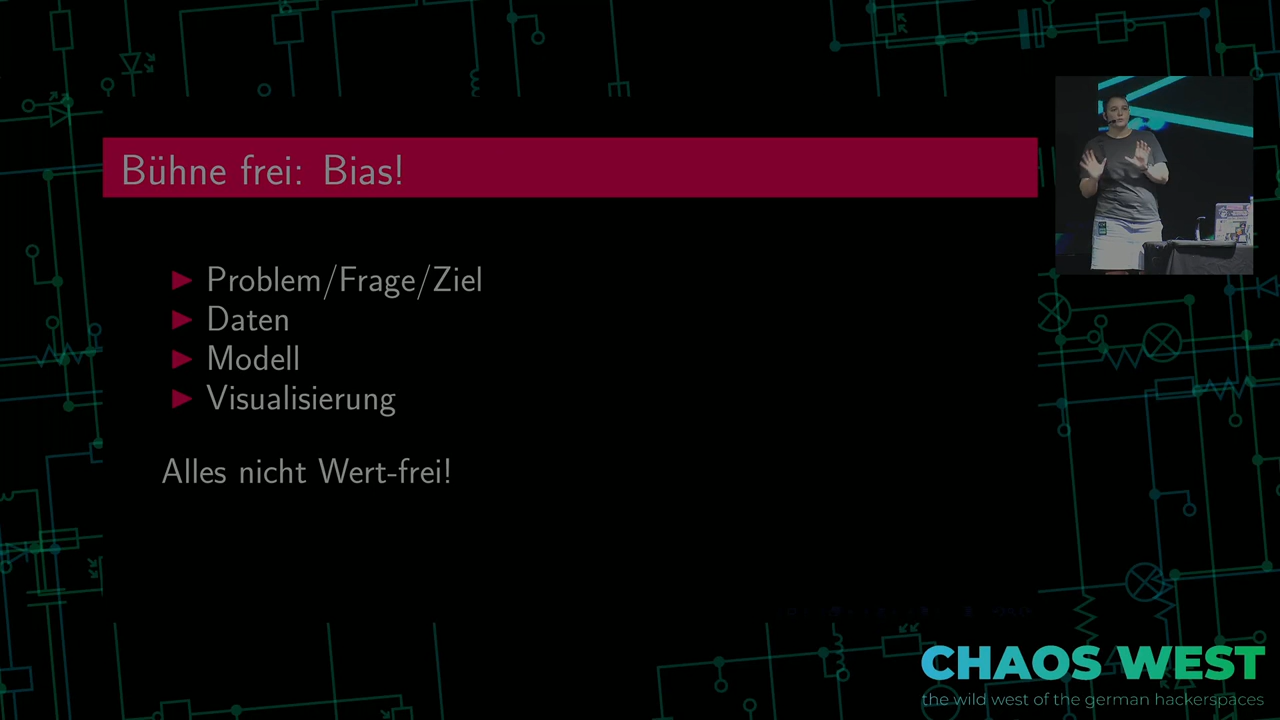 Bühne frei: Bias!
Problem/Frage/Ziel
Daten
Modell
Visualisierung
Alles nicht Wert-frei!
CHAOS WEST
the wild west of the german hackerspaces